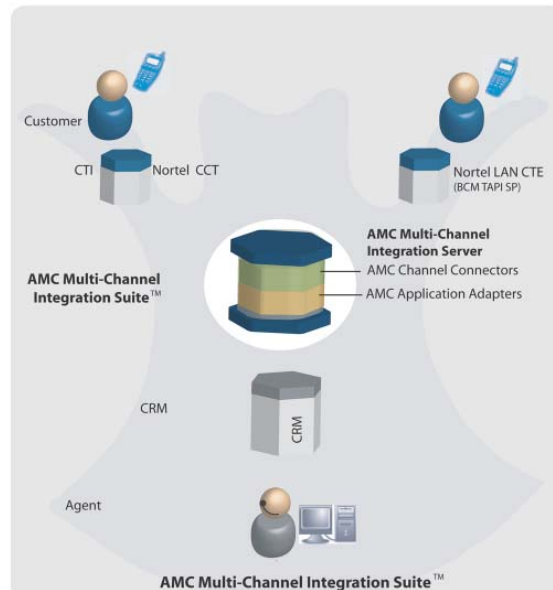 Customer
CTI
Nortel CCT
Nortel LAN CTE
(BCM TAPI SP)
AMC Multi-Channel
Integration Server
AMC Channel Connectors
AMC Application Adapters
AMC Multi-Channel
Integration Suite™
CRM
CRM
Agent
AMC Multi-Channel Integration Suite™